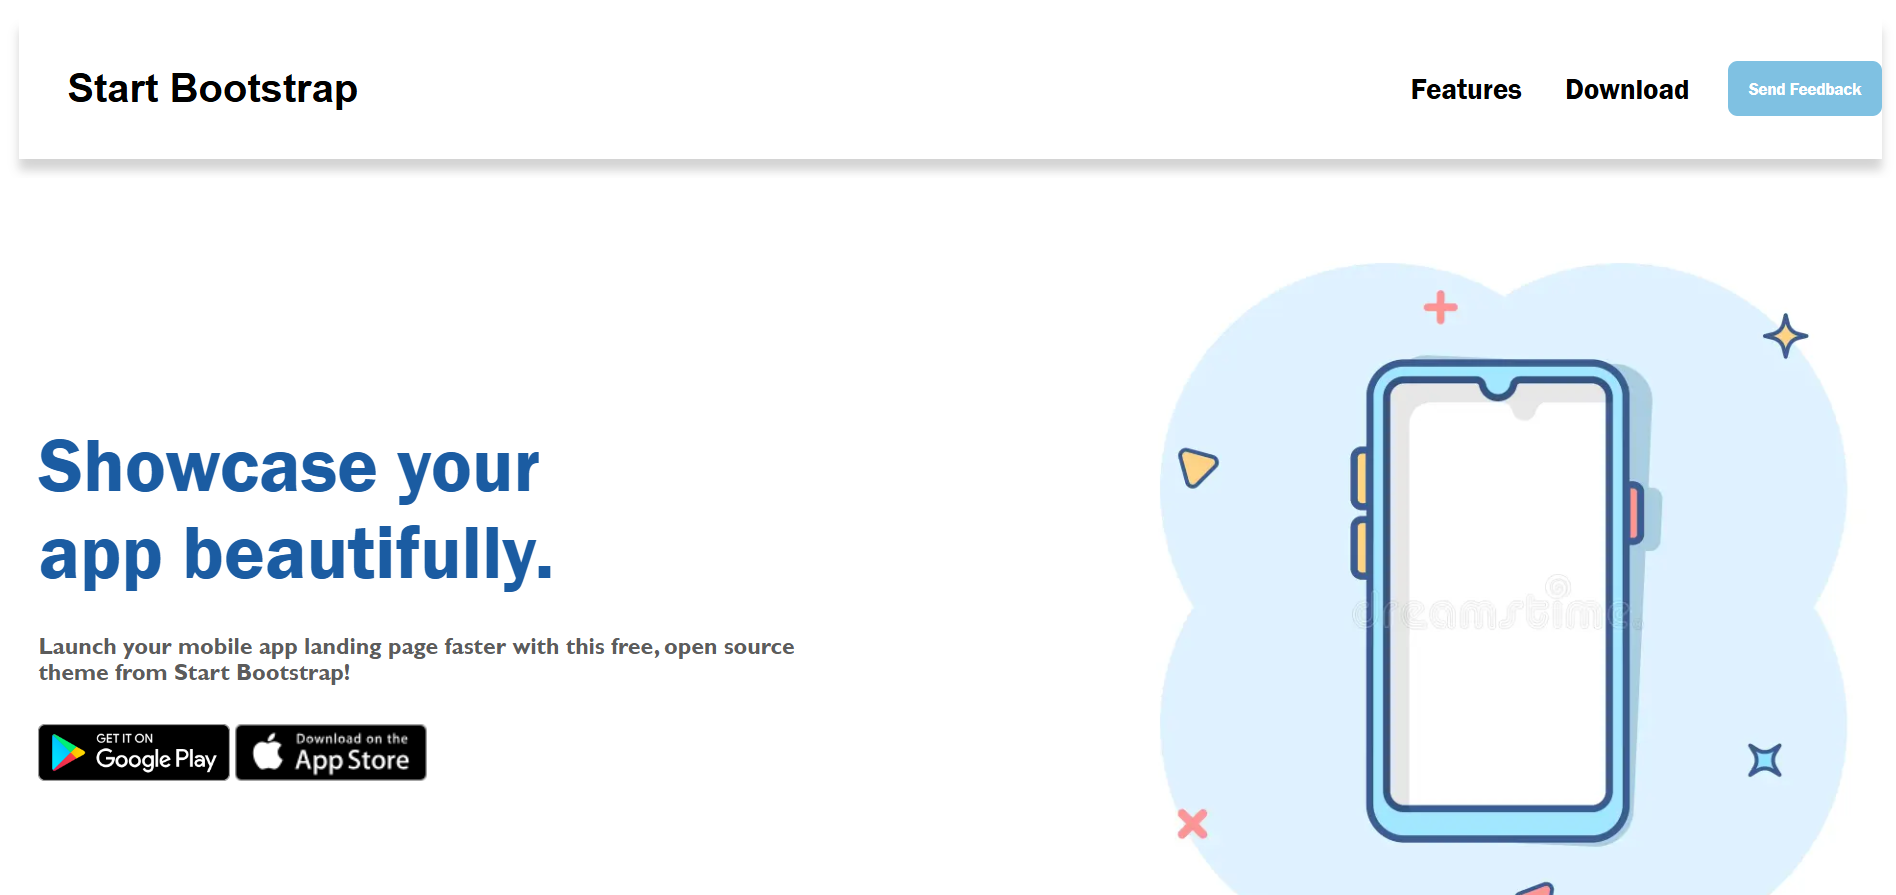 Start Bootstrap
Features
Download
Send Feedback
Showcase your
app beautifully.
Launch your mobile app landing page faster with this free, open source
theme from Start Bootstrap!
GET IT ON
Google Play
Download on the
App Store
dreamstime